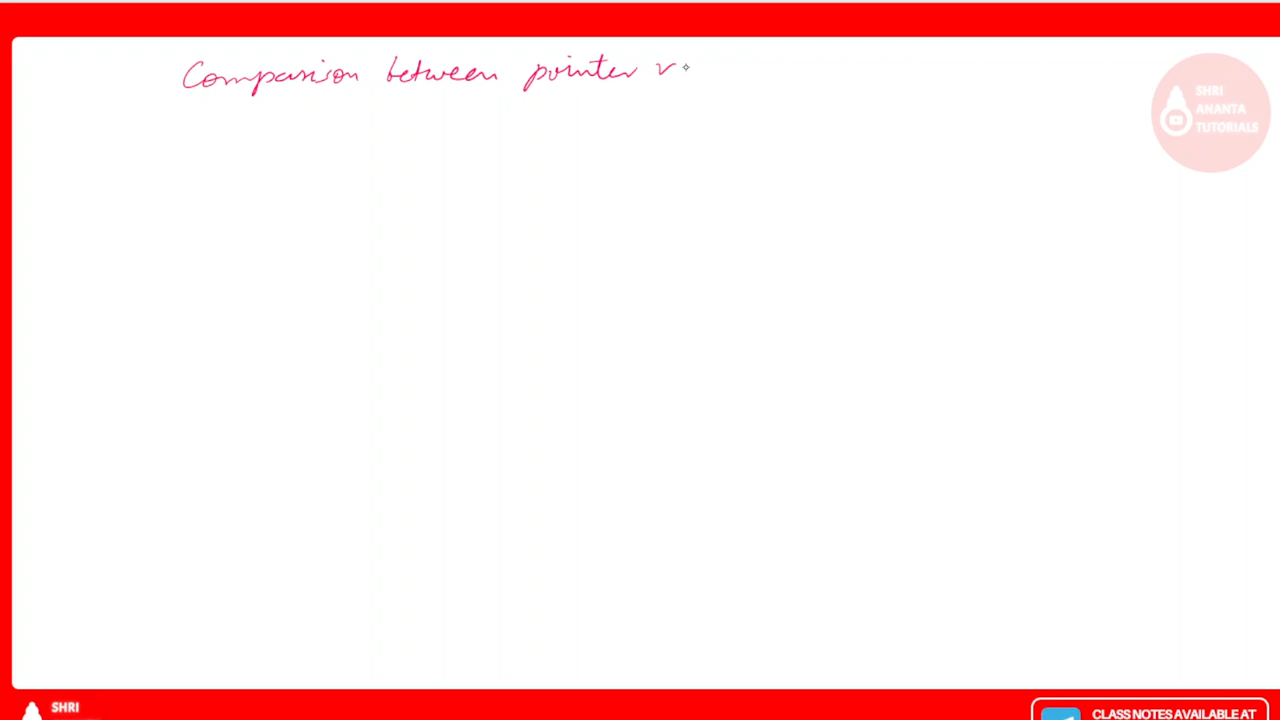 Comparision between pointer v
SHRI
ANANTA
TUTORIALS
SHRI
CLASS NOTES AVAILABLE AT